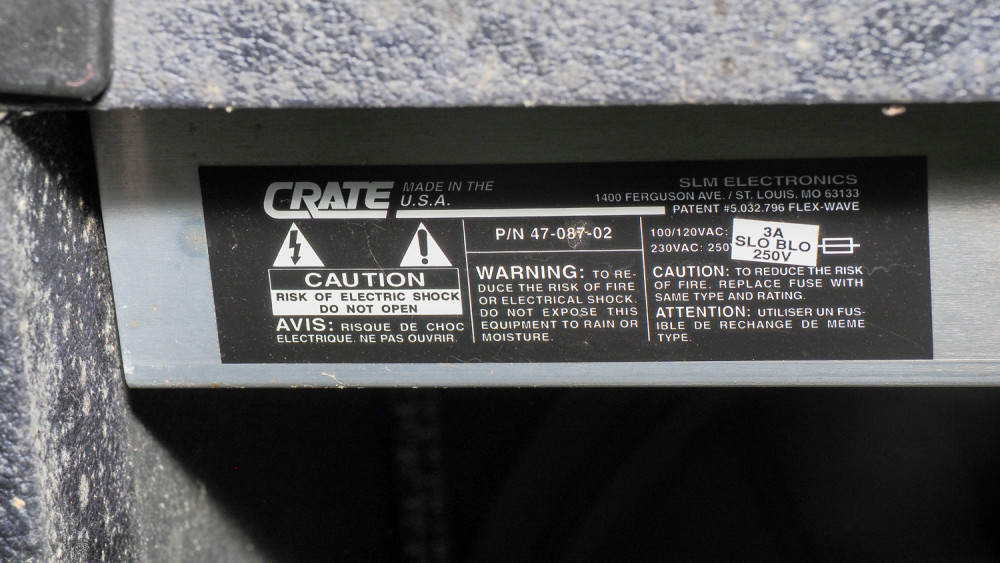 CRATE MADE IN THE
U.S.A.
SLM ELECTRONICS
1400 FERGUSON AVE. / ST. LOUIS, MO 63133
PATENT #5,032,796 FLEX-WAVE
CAUTION
RISK OF ELECTRIC SHOCK
DO NOT OPEN
AVIS: RISQUE DE CHOC
ELECTRIQUE. NE PAS OUVRIR.
P/N 47-087-02
WARNING: TO RE-
DUCE THE RISK OF FIRE
OR ELECTRICAL SHOCK.
DO NOT EXPOSE THIS
EQUIPMENT TO RAIN OR
MOISTURE.
100/120VAC:
230VAC: 250V
3A
SLO BLO
250V
CAUTION: TO REDUCE THE RISK
OF FIRE. REPLACE FUSE WITH
SAME TYPE AND RATING.
ATTENTION: UTILISER UN FUS-
IBLE DE RECHANGE DE MEME
TYPE.